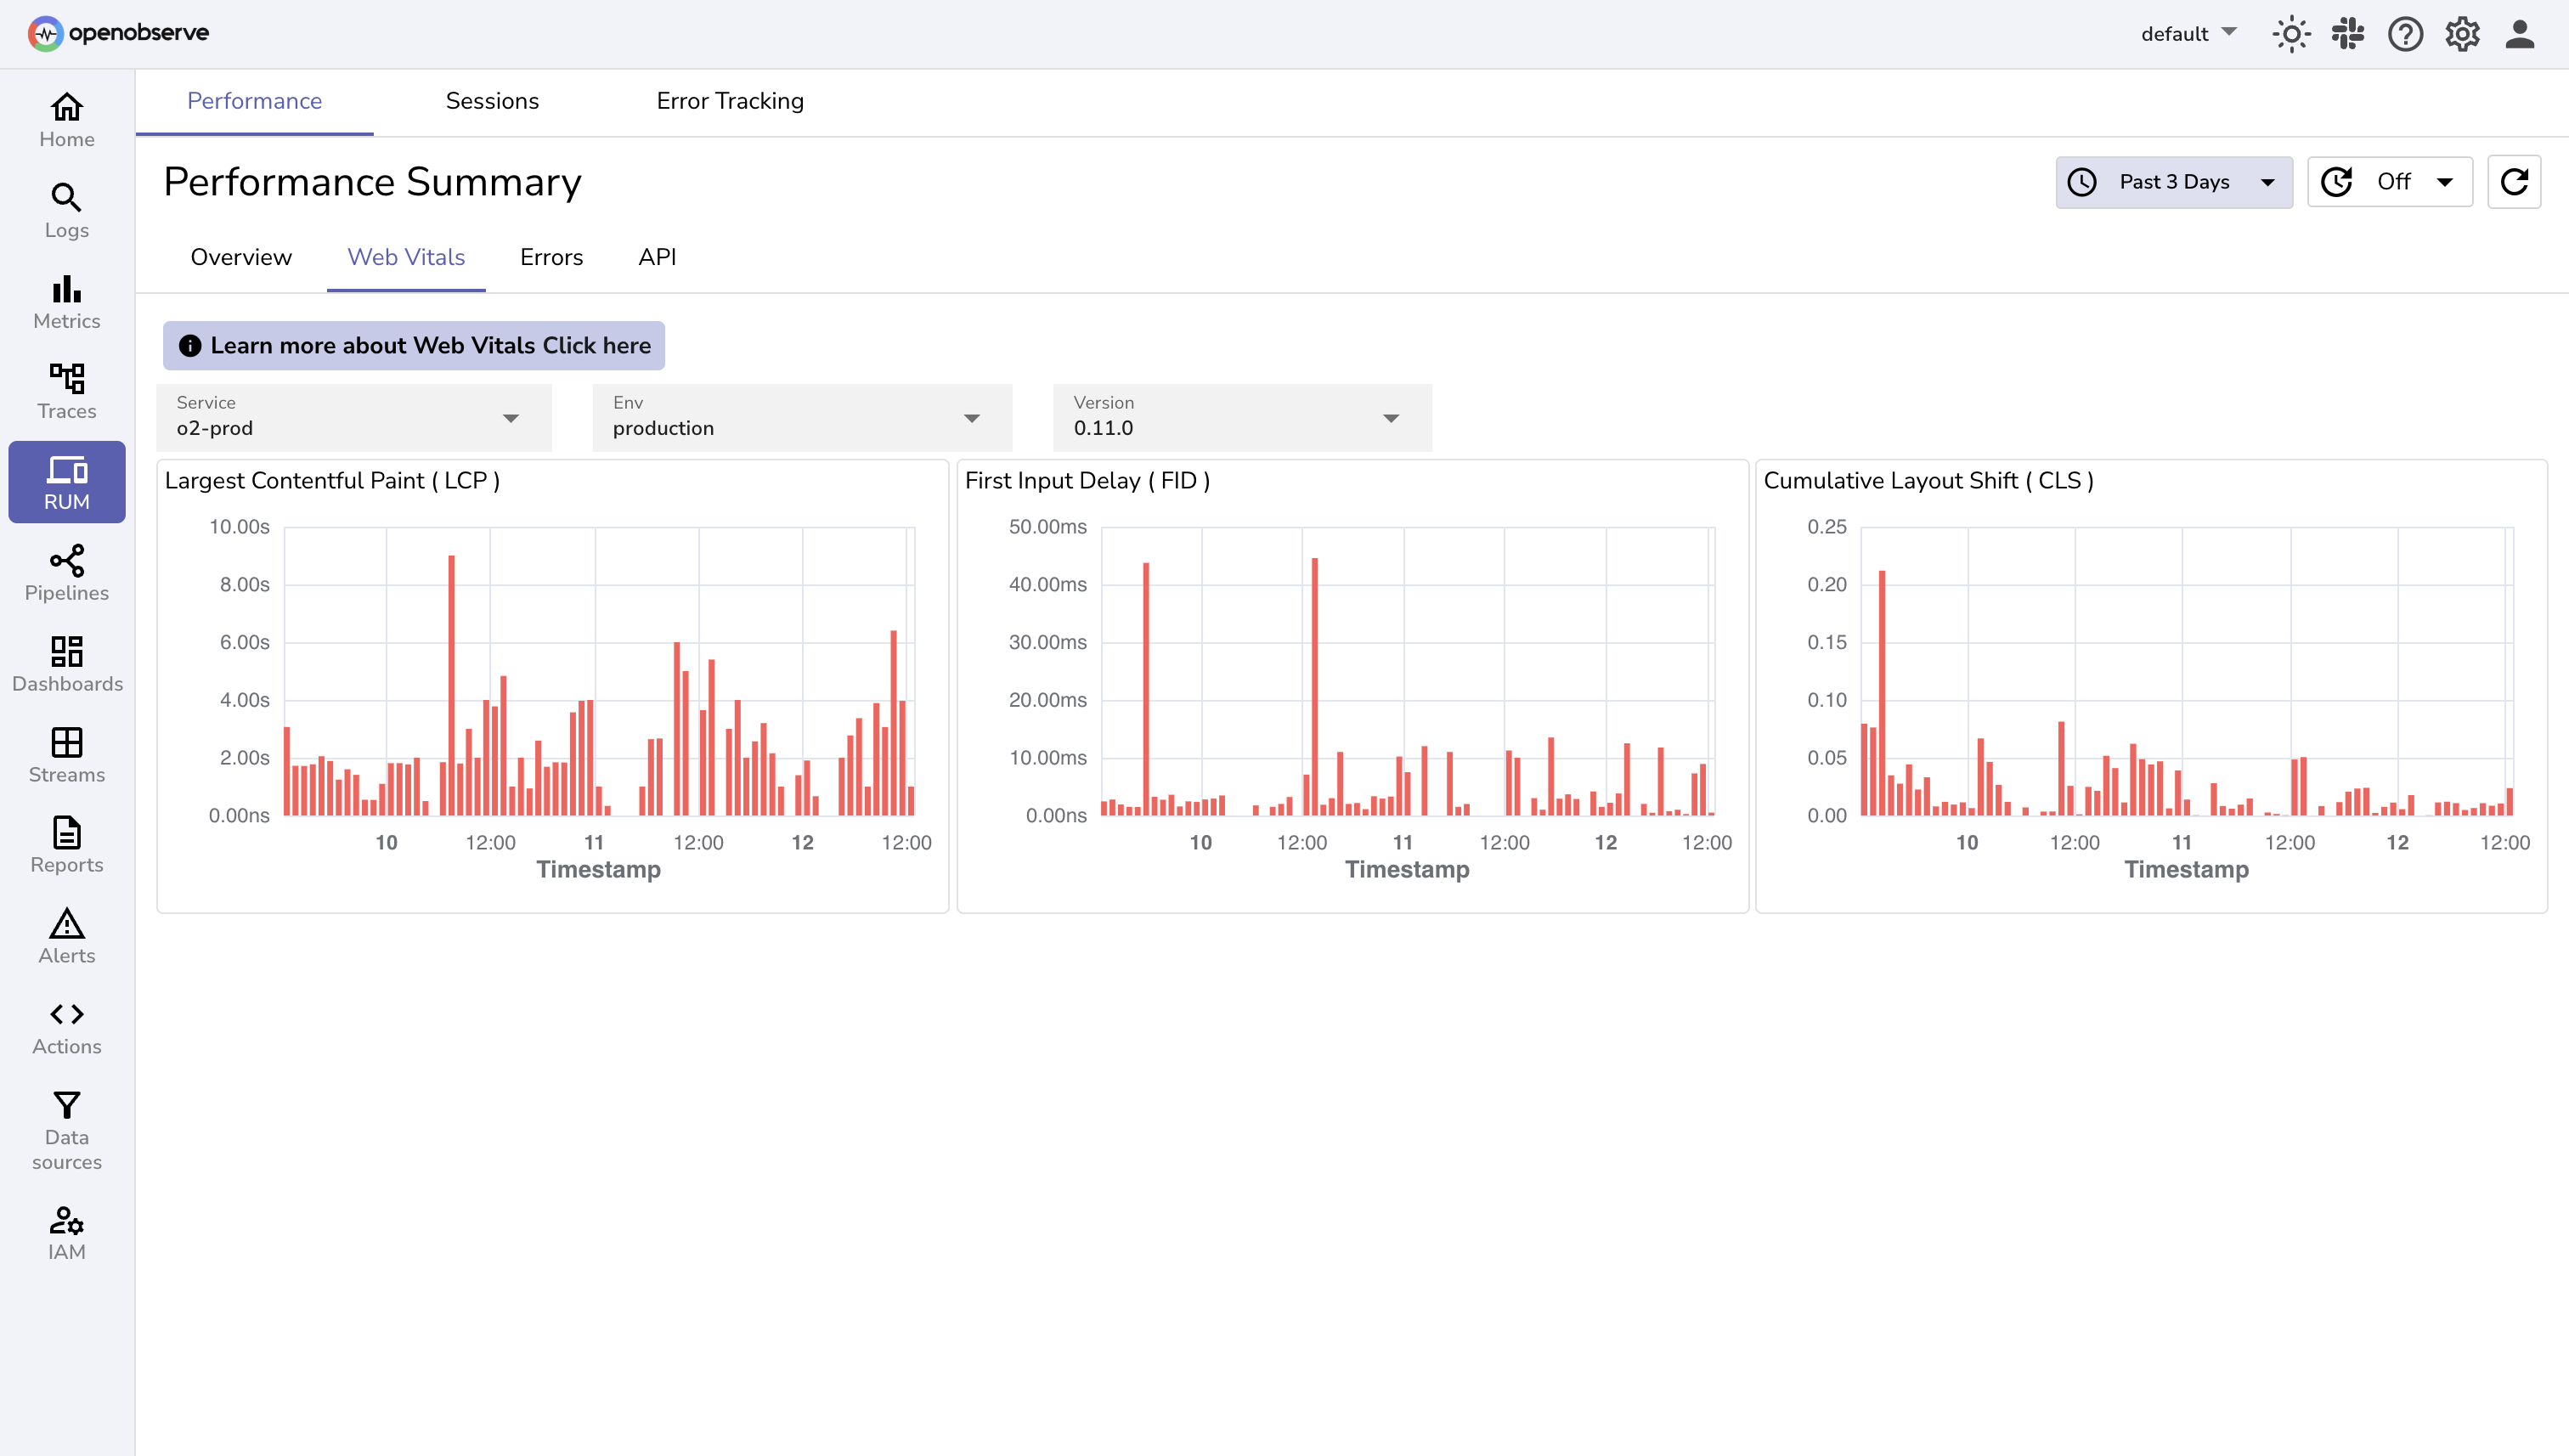 openobserve
default
Home
Logs
Metrics
Traces
RUM
Pipelines
Dashboards
Streams
Reports
Alerts
Actions
Data
sources
IAM
Performance Sessions Error Tracking
Performance Summary
Past 3 Days Off
Overview Web Vitals Errors API
Learn more about Web Vitals Click here
Service
o2-prod
Env
production
Version
0.11.0
Largest Contentful Paint ( LCP )
10.00s
8.00s
6.00s
4.00s
2.00s
0.00ns
10 12:00 11 12:00 12 12:00
Timestamp
First Input Delay ( FID )
50.00ms
40.00ms
30.00ms
20.00ms
10.00ms
0.00ns
10 12:00 11 12:00 12 12:00
Timestamp
Cumulative Layout Shift ( CLS )
0.25
0.20
0.15
0.10
0.05
0.00
10 12:00 11 12:00 12 12:00
Timestamp